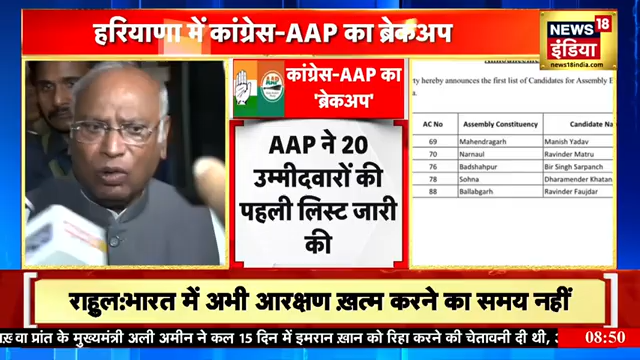 हरियाणा में कांग्रेस-AAP का ब्रेकअप
NEWS 18
इंडिया
news18india.com
कांग्रेस-AAP का
'ब्रेकअप'
AAP ने 20
उम्मीदवारों की
पहली लिस्ट जारी
की
ty hereby announces the first list of Candidates for Assembly E
a.
AC No Assembly Constituency Candidate Na
69 Mahendragarh Manish Yadav
70 Narnaul Ravinder Matru
76 Badshahpur Bir Singh Sarpanch
78 Sohna Dharamender Khatana
88 Ballabgarh Ravinder Faujdar
राहुल:भारत में अभी आरक्षण ख़त्म करने का समय नहीं
ख़्वा प्रांत के मुख्यमंत्री अली अमीन ने कल 15 दिन में इमरान ख़ान को रिहा करने की चेतावनी दी थी,
08:50